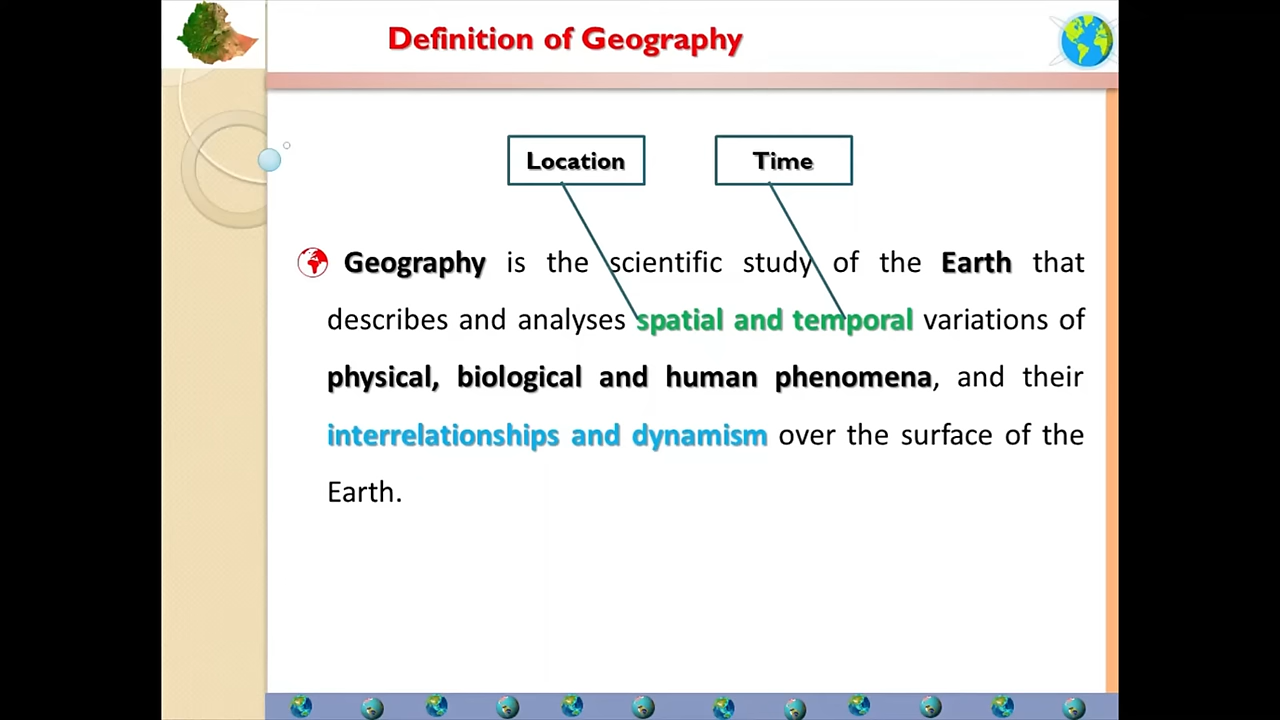 Definition of Geography
Location
Time
Geography is the scientific study of the Earth that
describes and analyses spatial and temporal variations of
physical, biological and human phenomena, and their
interrelationships and dynamism over the surface of the
Earth.